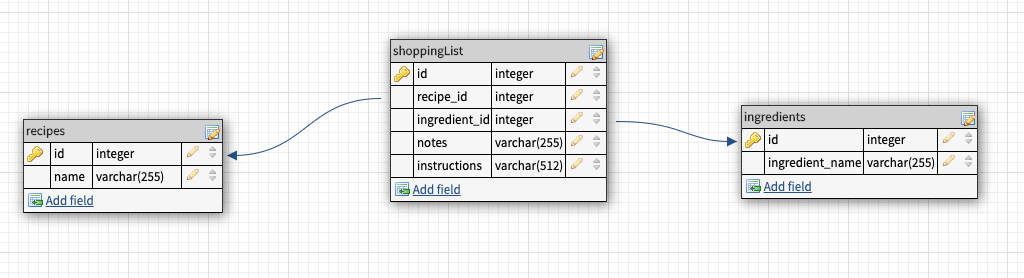 recipes
id integer
name varchar(255)
Add field
shoppingList
id integer
recipe_id integer
ingredient_id integer
notes varchar(255)
instructions varchar(512)
Add field
ingredients
id integer
ingredient_name varchar(255)
Add field